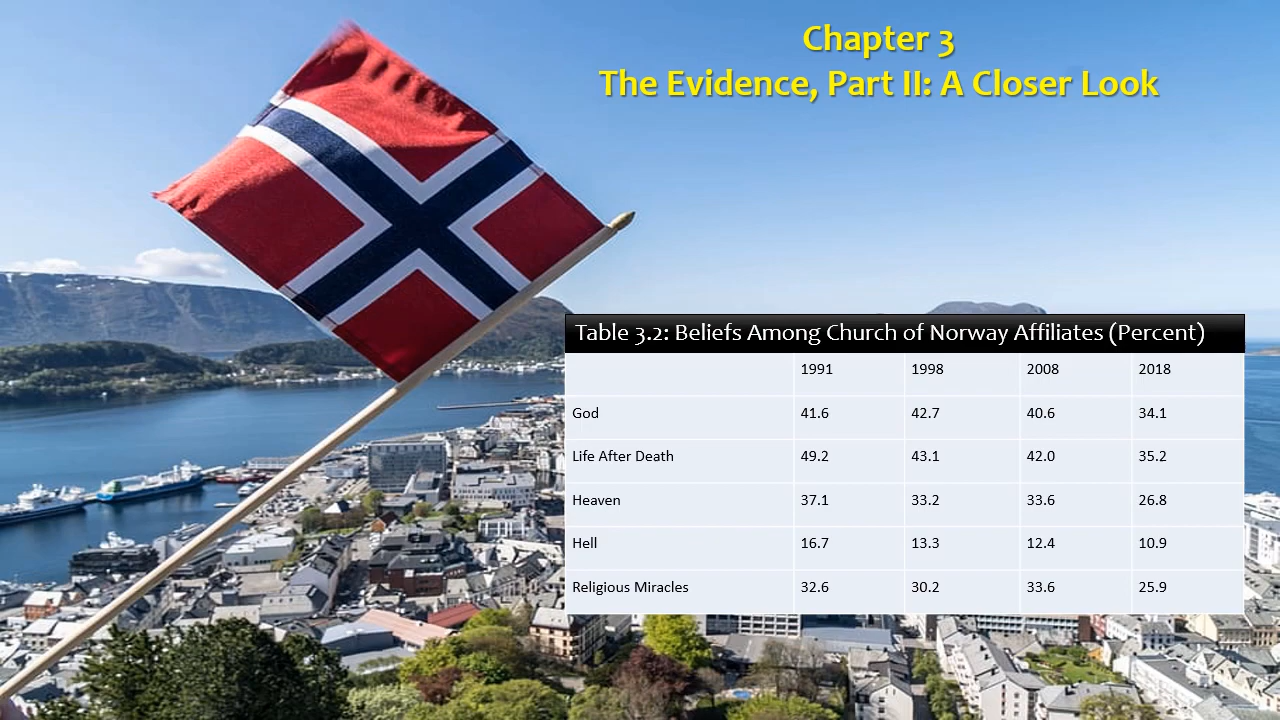 Chapter 3
The Evidence, Part II: A Closer Look
Table 3.2: Beliefs Among Church of Norway Affiliates (Percent)
1991 1998 2008 2018
God 41.6 42.7 40.6 34.1
Life After Death 49.2 43.1 42.0 35.2
Heaven 37.1 33.2 33.6 26.8
Hell 16.7 13.3 12.4 10.9
Religious Miracles 32.6 30.2 33.6 25.9